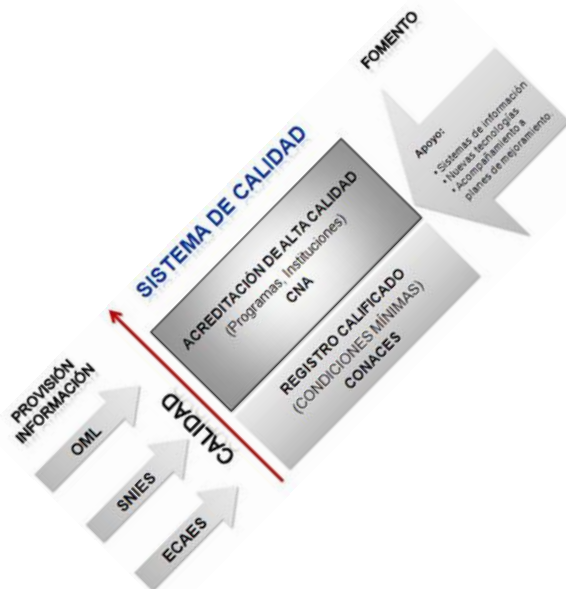 SISTEMA DE CALIDAD
PROVISIÓN
INFORMACIÓN
OML
SNIES
ECAES
CALIDAD
ACREDITACIÓN DE ALTA CALIDAD
(Programas, Instituciones)
CNA
REGISTRO CALIFICADO
(CONDICIONES MÍNIMAS)
CONACES
FOMENTO
Apoyo:
• Sistemas de información
• Nuevas tecnologías
• Acompañamiento a
planes de mejoramiento.